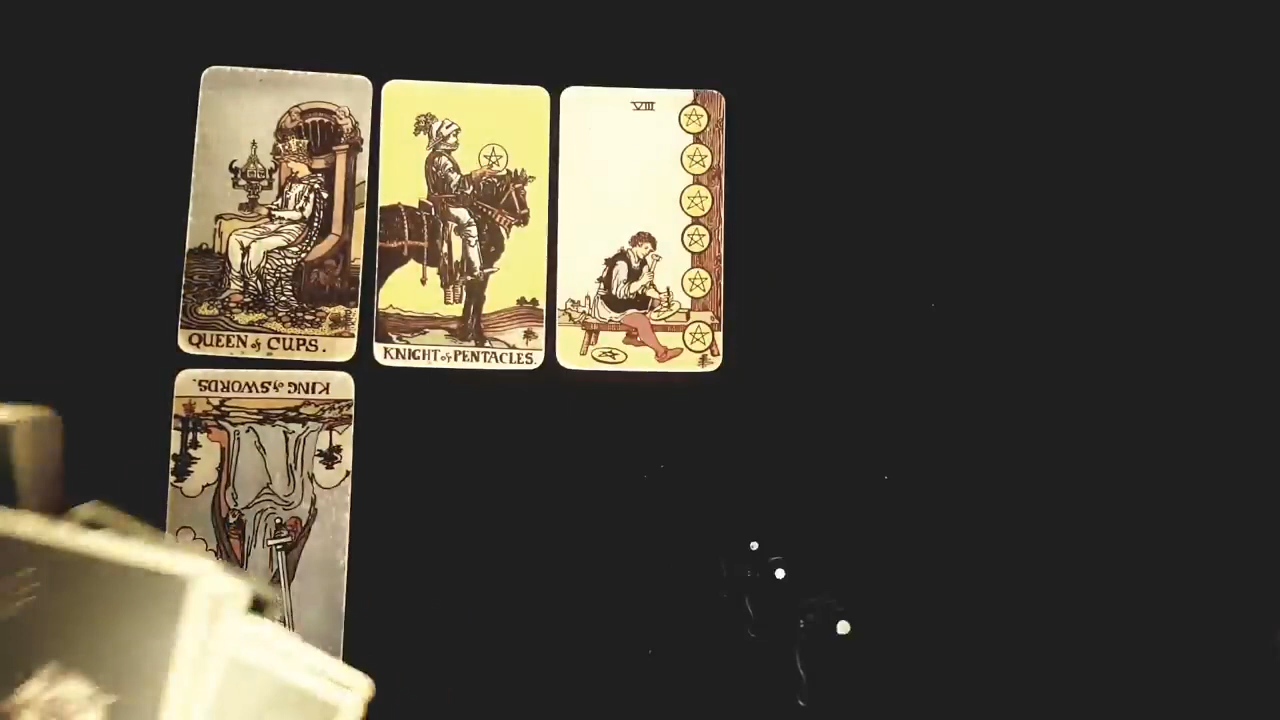 VIII
QUEEN of CUPS.
KNIGHT of PENTACLES.
KING of SWORDS.